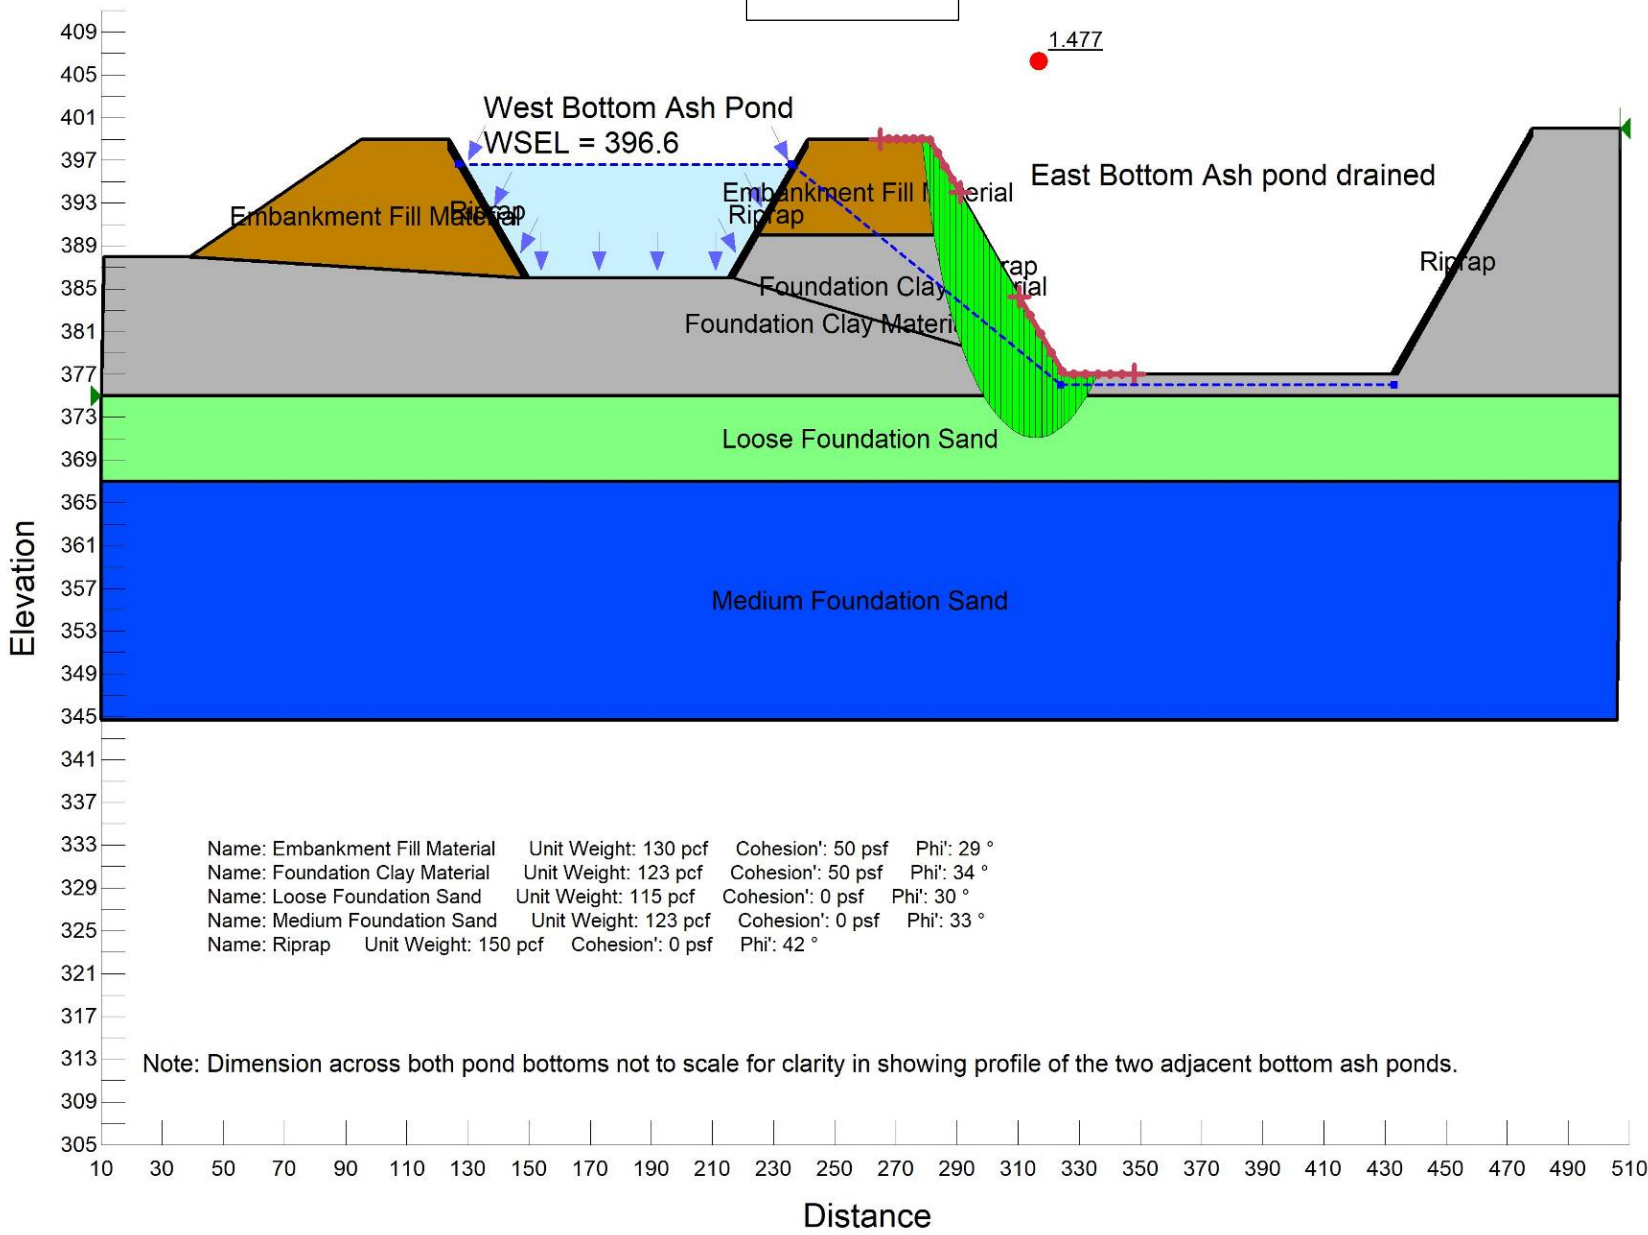 409
405
401
397
393
389
385
381
377
373
369
365
361
357
353
349
345
341
337
333
329
325
321
317
313
309
305
Elevation
1.477
West Bottom Ash Pond
WSEL = 396.6
East Bottom Ash pond drained
Embankment Fill Material
Riprap
Embankment Fill Material
Riprap
Riprap
rap
Foundation Clay Material
Foundation Clay Materi
Loose Foundation Sand
Medium Foundation Sand
Name: Embankment Fill Material Unit Weight: 130 pcf Cohesion': 50 psf Phi': 29 °
Name: Foundation Clay Material Unit Weight: 123 pcf Cohesion': 50 psf Phi': 34 °
Name: Loose Foundation Sand Unit Weight: 115 pcf Cohesion': 0 psf Phi': 30 °
Name: Medium Foundation Sand Unit Weight: 123 pcf Cohesion': 0 psf Phi': 33 °
Name: Riprap Unit Weight: 150 pcf Cohesion': 0 psf Phi': 42 °
Note: Dimension across both pond bottoms not to scale for clarity in showing profile of the two adjacent bottom ash ponds.
10 30 50 70 90 110 130 150 170 190 210 230 250 270 290 310 330 350 370 390 410 430 450 470 490 510
Distance